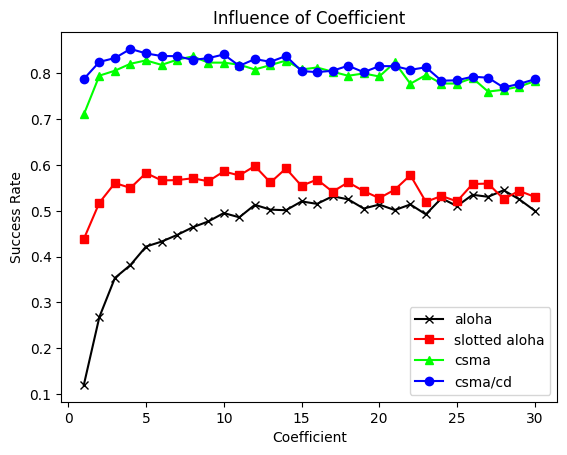 Influence of Coefficient
Success Rate
0.8
0.7
0.6
0.5
0.4
0.3
0.2
0.1
0 5 10 15 20 25 30
Coefficient
aloha
slotted aloha
csma
csma/cd